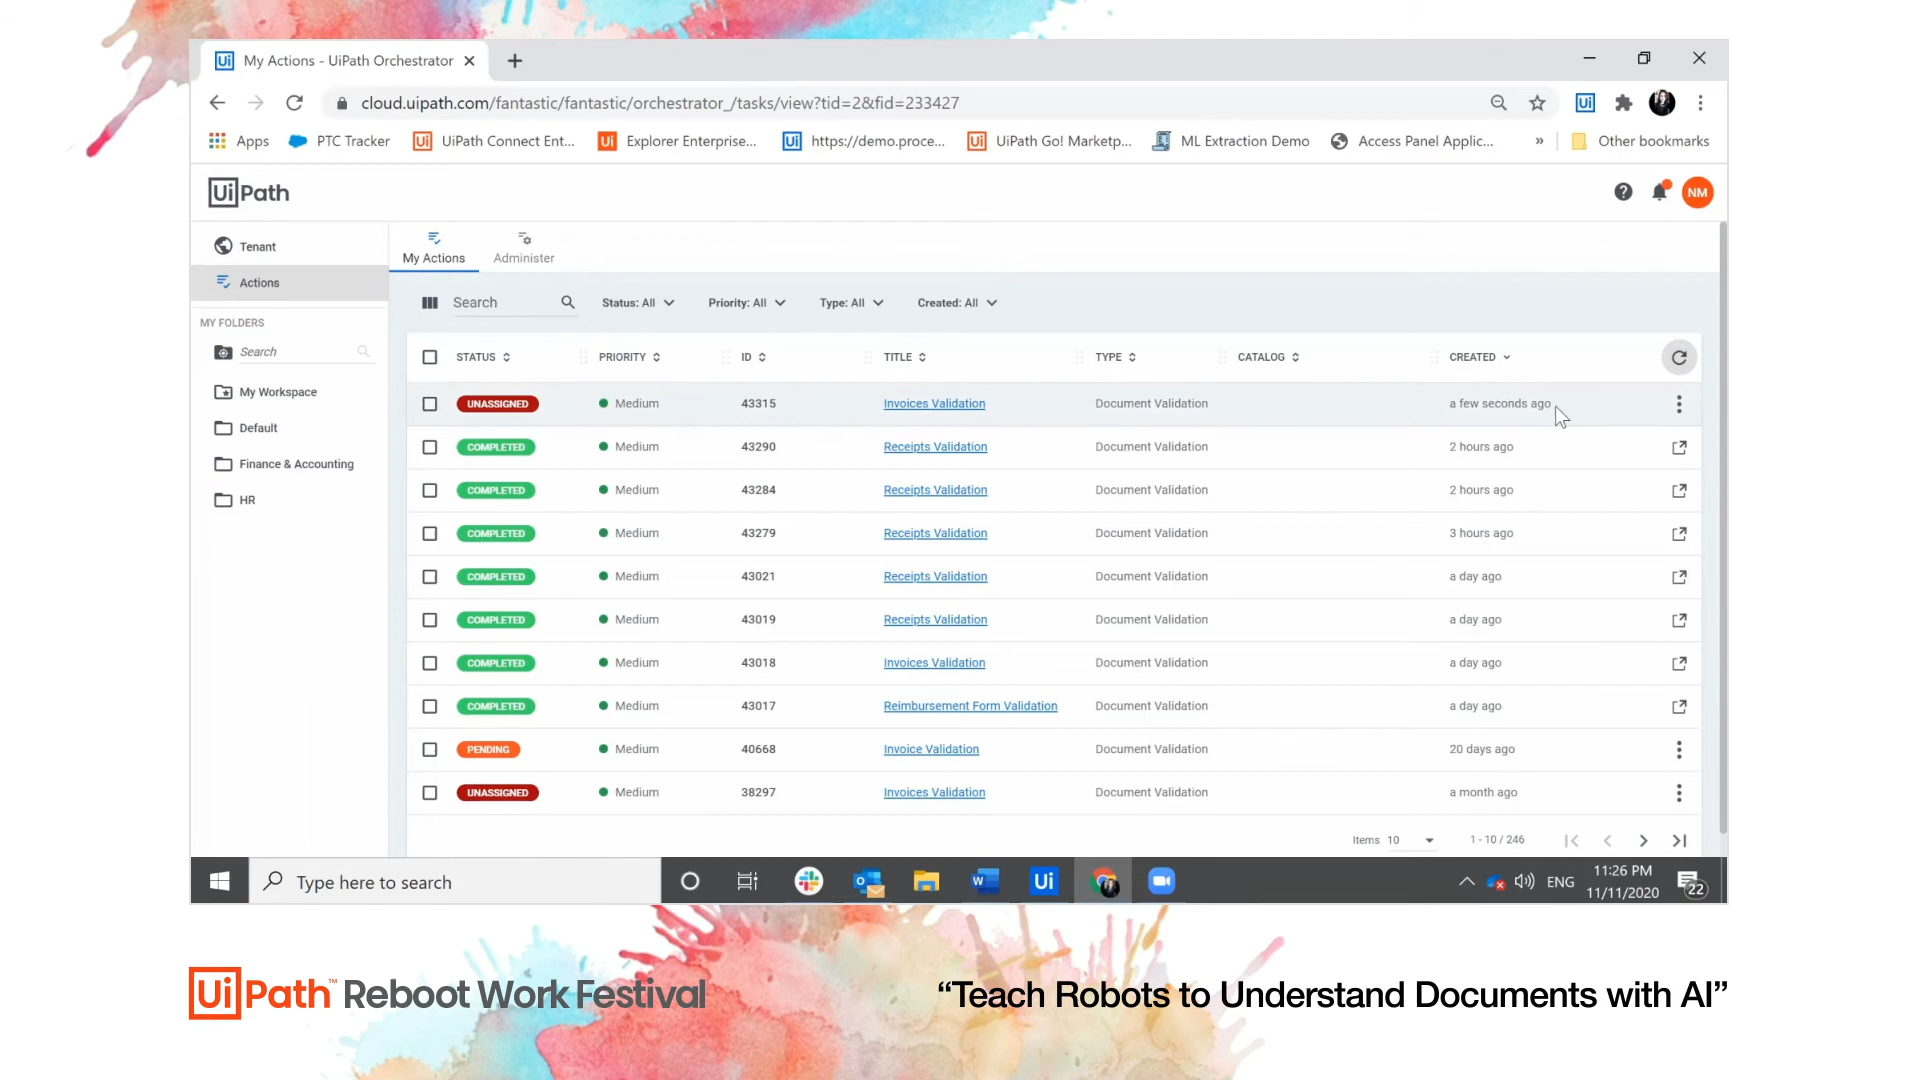 My Actions - UiPath Orchestrator
cloud.uipath.com/fantastic/fantastic/orchestrator_/tasks/view?tid=2&fid=233427
Apps PTC Tracker UiPath Connect Ent... Explorer Enterprise... https://demo.proce... UiPath Go! Marketp... ML Extraction Demo Access Panel Applic... » Other bookmarks
UiPath
NM
Tenant
Actions
MY FOLDERS
Search
My Workspace
Default
Finance & Accounting
HR
My Actions Administer
Search Status: All Priority: All Type: All Created: All
STATUS PRIORITY ID TITLE TYPE CATALOG CREATED
UNASSIGNED Medium 43315 Invoices Validation Document Validation a few seconds ago
COMPLETED Medium 43290 Receipts Validation Document Validation 2 hours ago
COMPLETED Medium 43284 Receipts Validation Document Validation 2 hours ago
COMPLETED Medium 43279 Receipts Validation Document Validation 3 hours ago
COMPLETED Medium 43021 Receipts Validation Document Validation a day ago
COMPLETED Medium 43019 Receipts Validation Document Validation a day ago
COMPLETED Medium 43018 Invoices Validation Document Validation a day ago
COMPLETED Medium 43017 Reimbursement Form Validation Document Validation a day ago
PENDING Medium 40668 Invoice Validation Document Validation 20 days ago
UNASSIGNED Medium 38297 Invoices Validation Document Validation a month ago
Items 10 1 - 10 / 246
Type here to search
Ui
ENG
11:26 PM
11/11/2020
22
UiPath™ Reboot Work Festival
“Teach Robots to Understand Documents with AI”